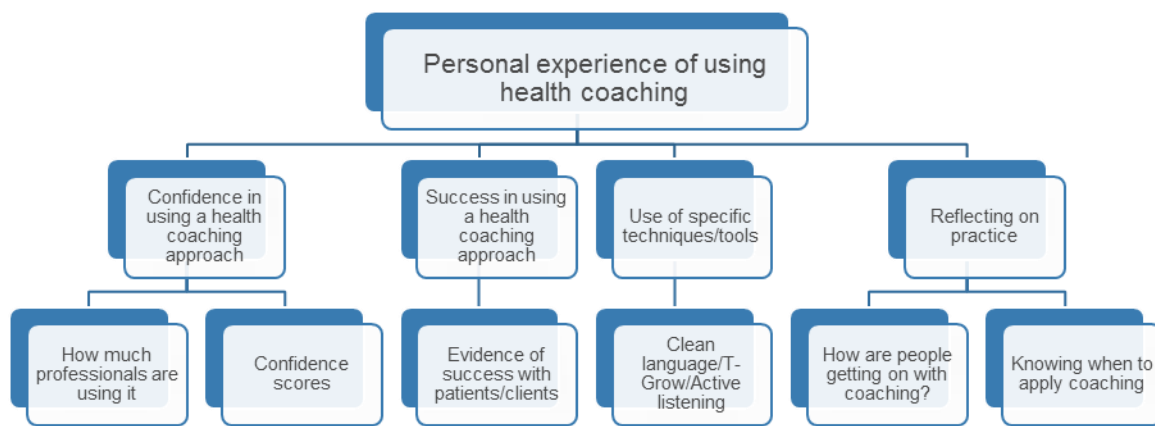 Personal experience of using
health coaching
Confidence in
using a health
coaching
approach
Success in using
a health
coaching
approach
Use of specific
techniques/tools
Reflecting on
practice
How much
professionals are
using it
Confidence
scores
Evidence of
success with
patients/clients
Clean
language/T-
Grow/Active
listening
How are people
getting on with
coaching?
Knowing when to
apply coaching